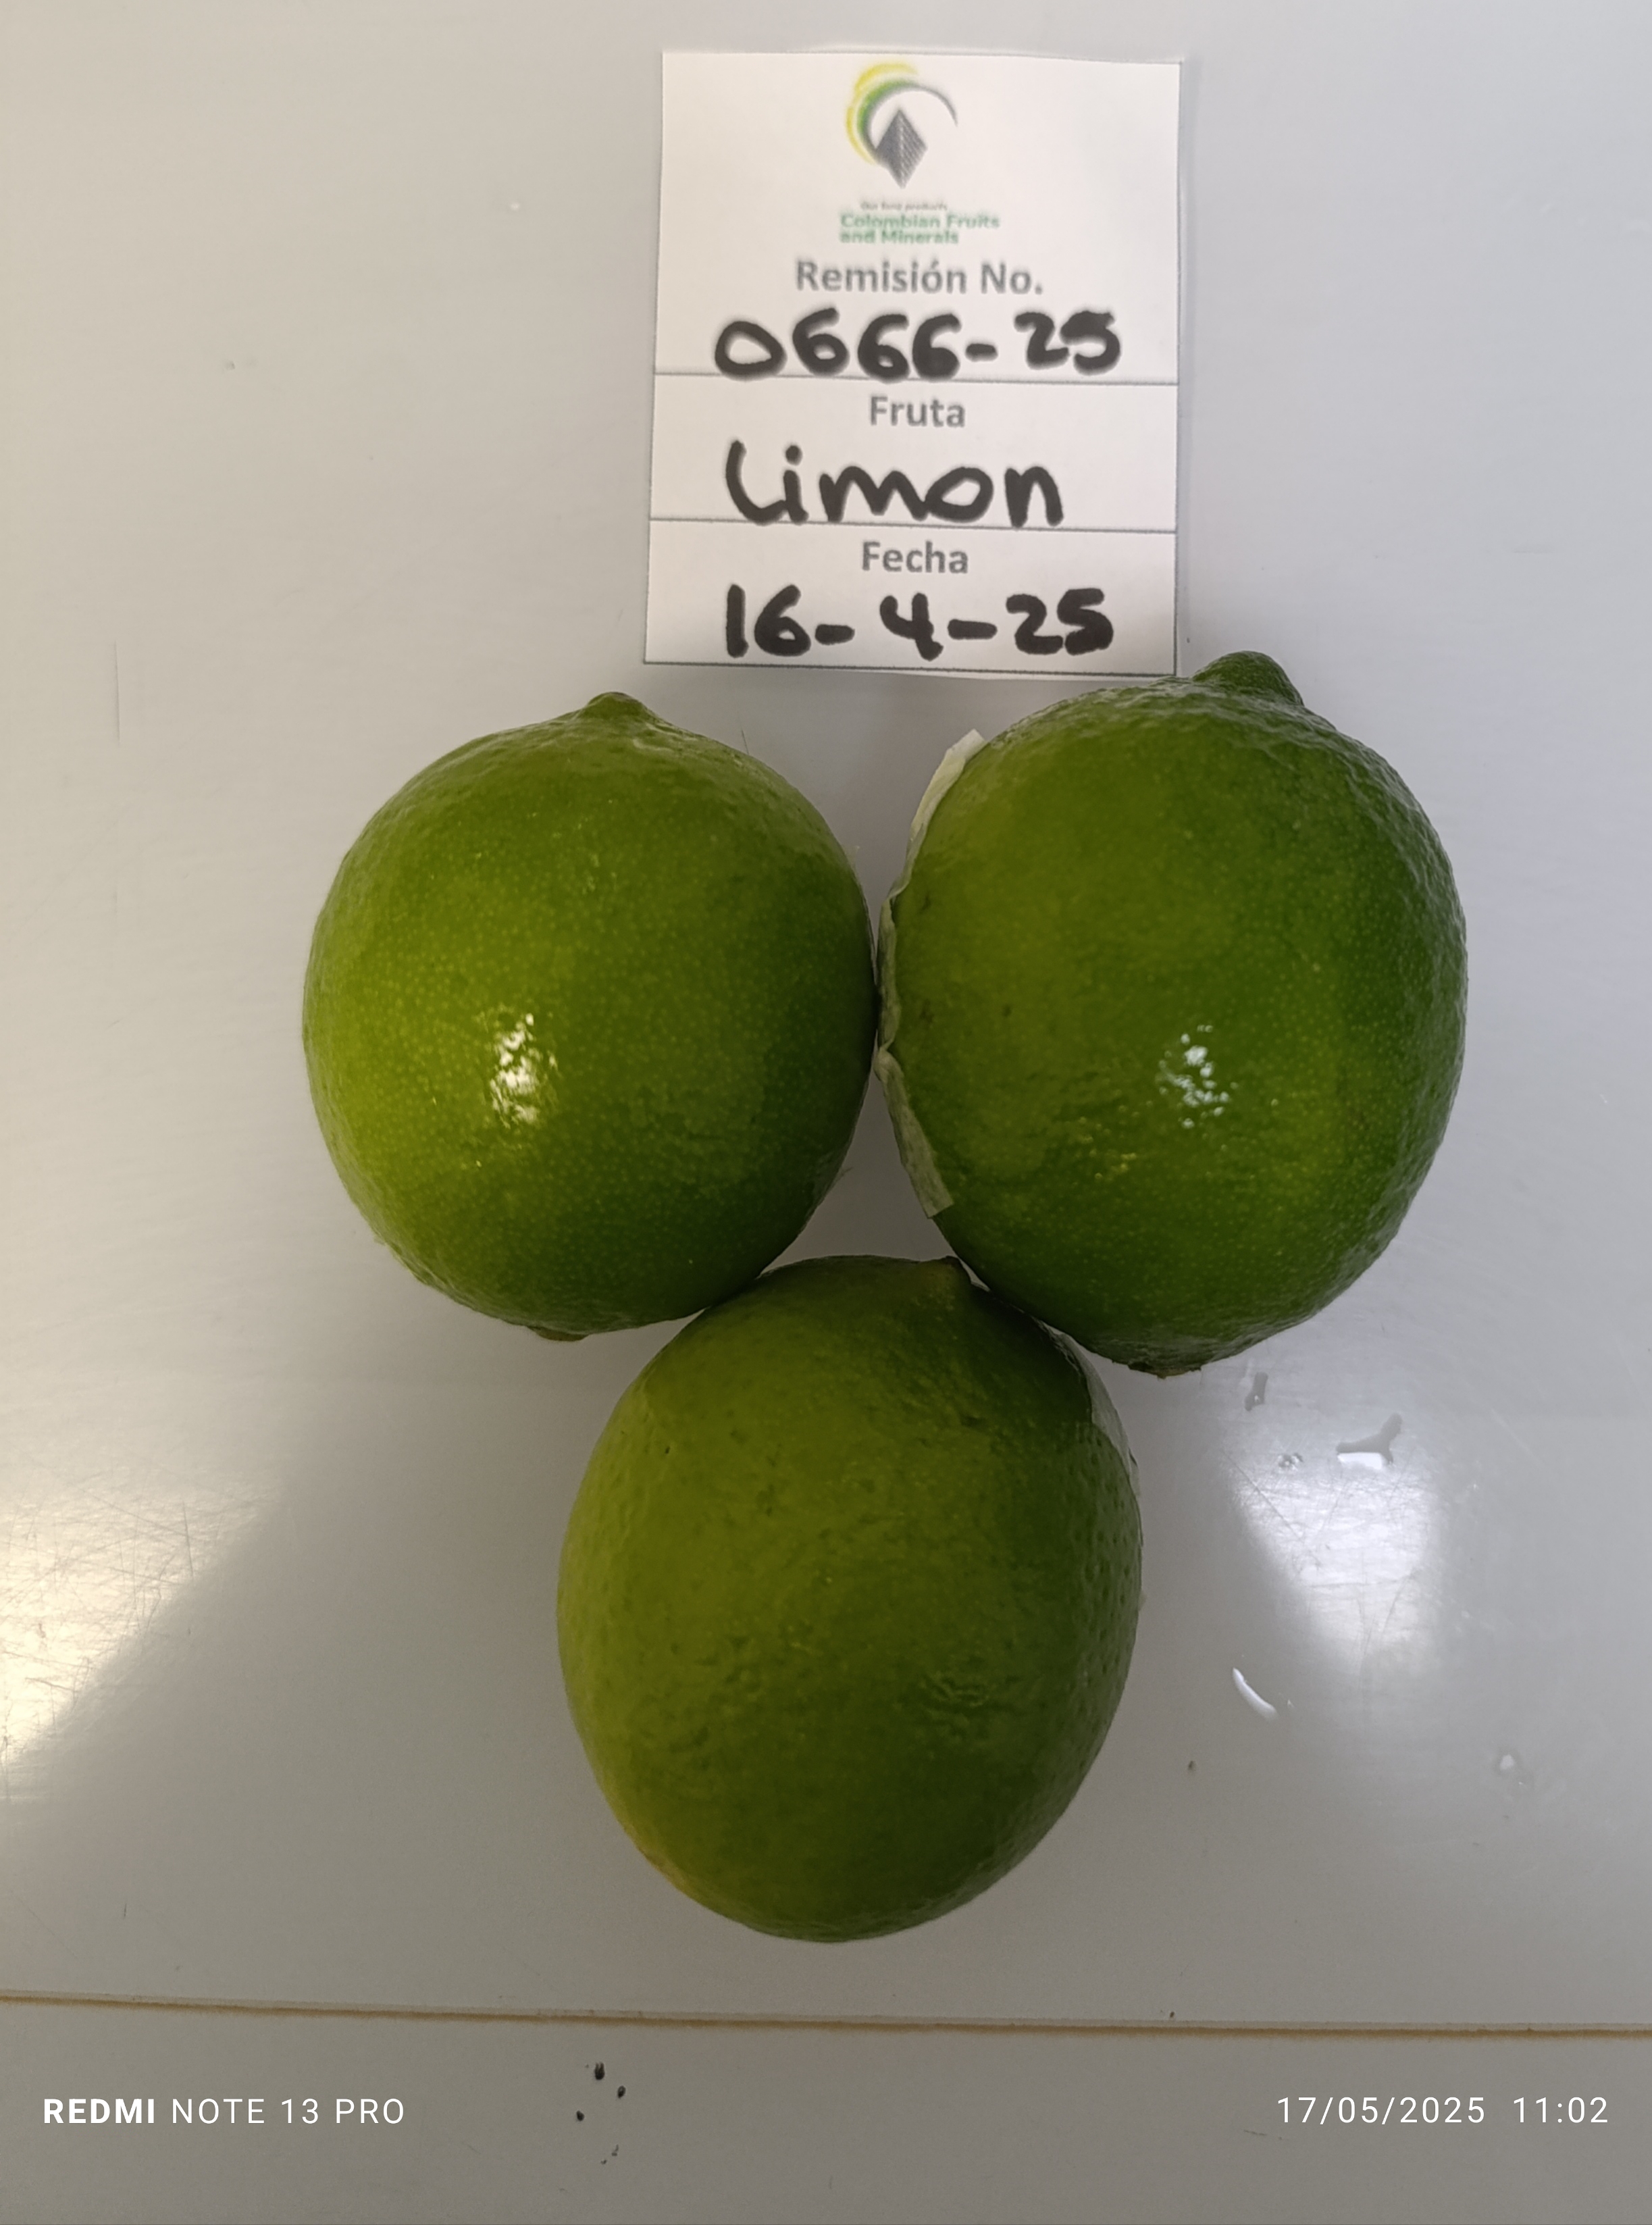 Our best products
Colombian Fruits
and Minerals
Remisión No.
0666-25
Fruta
Limon
Fecha
16-4-25
REDMI NOTE 13 PRO
17/05/2025 11:02